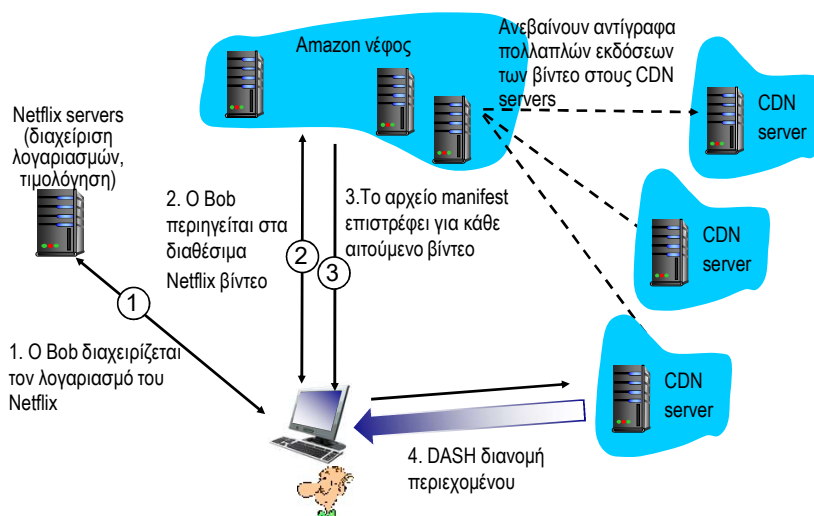 Amazon νέφος
Ανεβαίνουν αντίγραφα
πολλαπλών εκδόσεων
των βίντεο στους CDN
servers
CDN
server
Netflix servers
(διαχείριση
λογαριασμών,
τιμολόγηση)
2. Ο Bob
περιηγείται στα
διαθέσιμα
Netflix βίντεο
3.Το αρχείο manifest
επιστρέφει για κάθε
αιτούμενο βίντεο
CDN
server
2
3
1
1. Ο Bob διαχειρίζεται
τον λογαριασμό του
Netflix
CDN
server
4. DASH διανομή
περιεχομένου